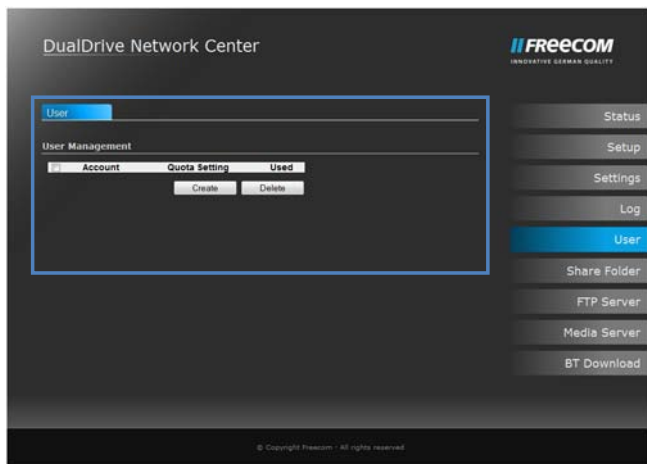 DualDrive Network Center
FREECOM
INNOVATIVE GERMAN QUALITY
User
User Management
Account Quota Setting Used
Create Delete
Status
Setup
Settings
Log
User
Share Folder
FTP Server
Media Server
BT Download
© Copyright Freecom - All rights reserved